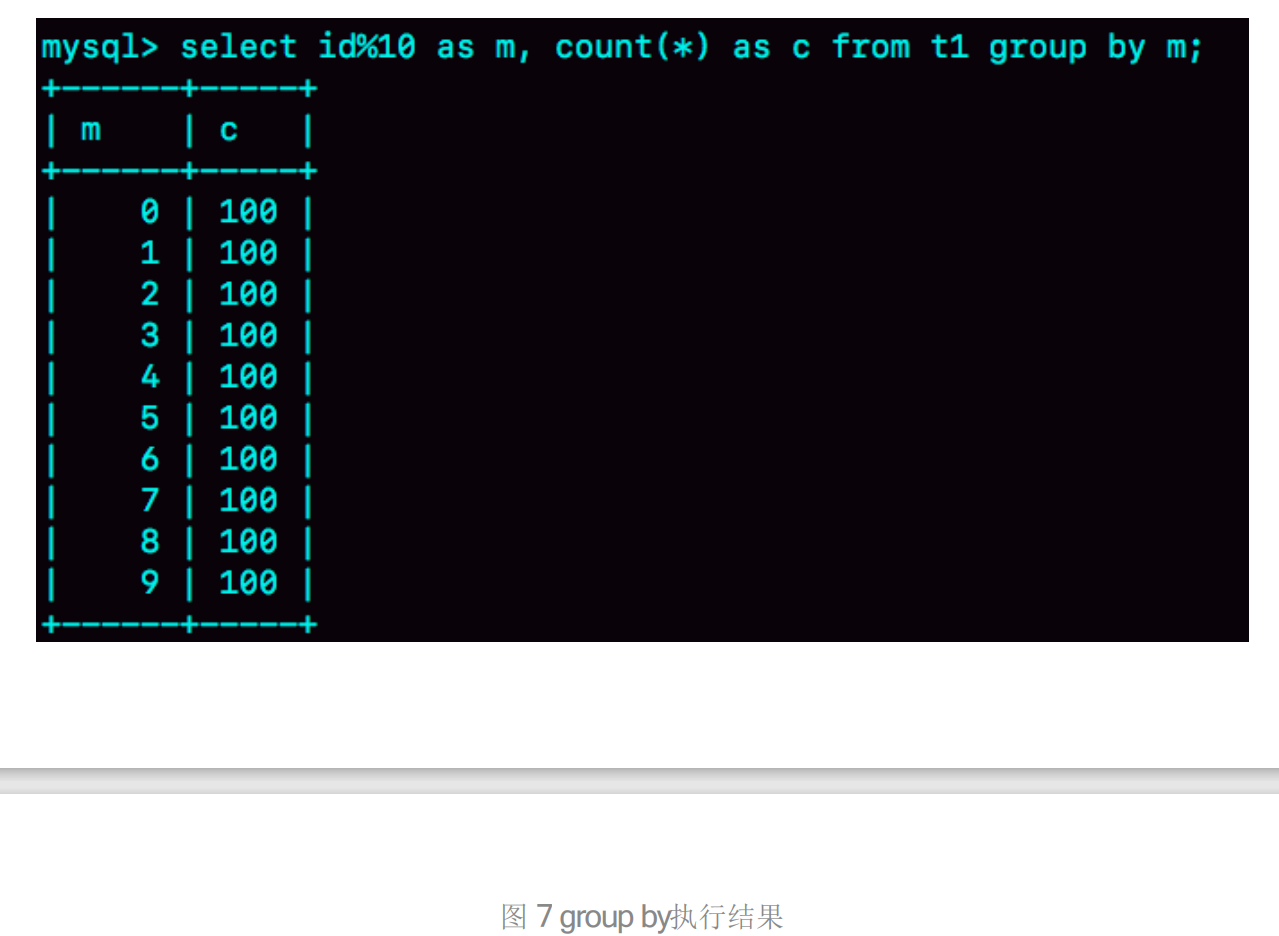 mysql> select id%10 as m, count(*) as c from t1 group by m;
+------+-----+
| m    | c   |
+------+-----+
|    0 | 100 |
|    1 | 100 |
|    2 | 100 |
|    3 | 100 |
|    4 | 100 |
|    5 | 100 |
|    6 | 100 |
|    7 | 100 |
|    8 | 100 |
|    9 | 100 |
+------+-----+
图 7 group by执行结果